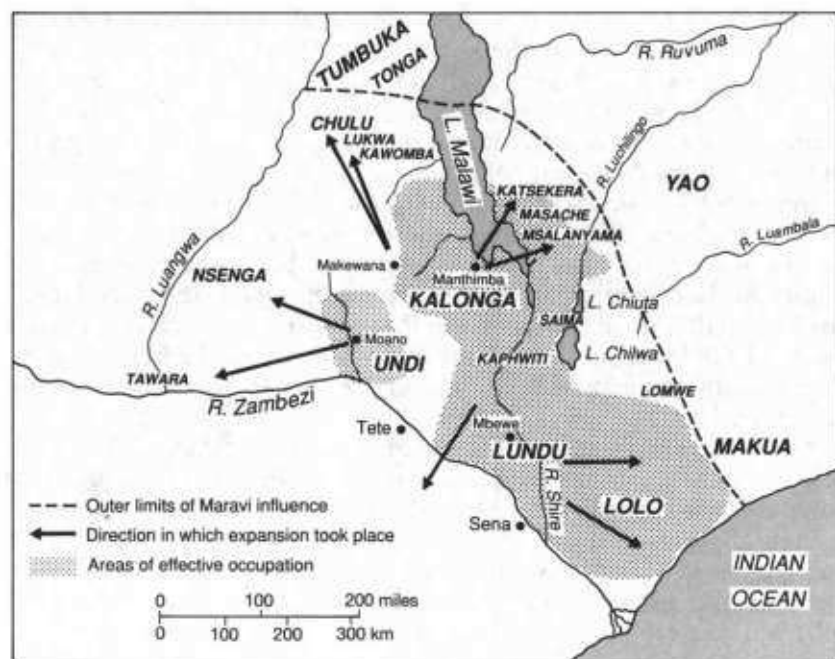 TUMBUKA
TONGA
R. Ruvuma
CHULU
LUKWA
KAWOMBA
L. Malawi
R. Luchilingo
YAO
KATSEKERA
MASACHE
MSALANYAMA
R. Luambala
R. Luangwa
NSENGA
Makewana
Manthimba
KALONGA
L. Chiuta
SAIMA
Moano
UNDI
KAPHWITI
L. Chilwa
TAWARA
R. Zambezi
LOMWE
Tete
Mbewe
LUNDU
MAKUA
R. Shire
LOLO
Sena
Outer limits of Maravi influence
Direction in which expansion took place
Areas of effective occupation
INDIAN
OCEAN
0 100 200 miles
0 100 200 300 km